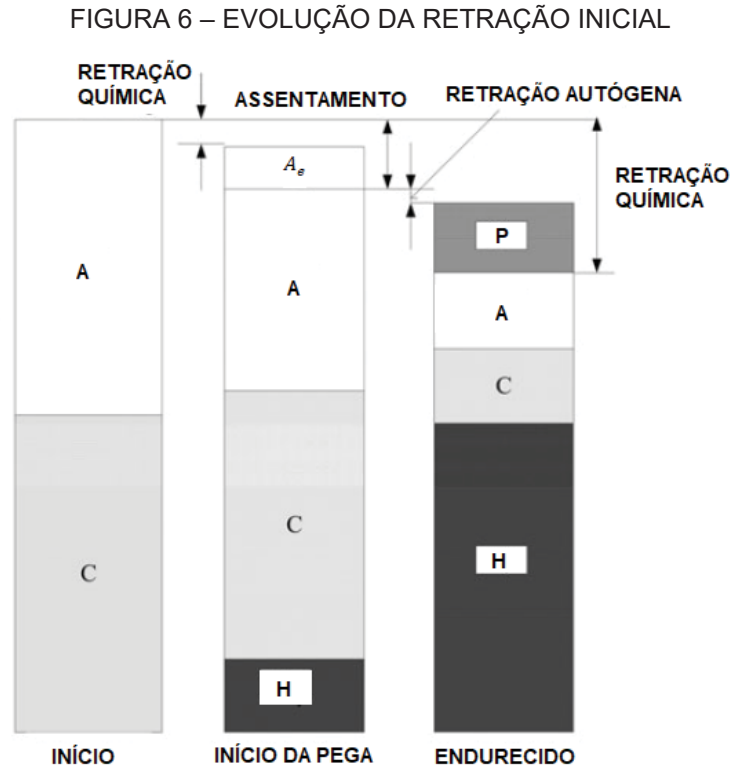 FIGURA 6 – EVOLUÇÃO DA RETRAÇÃO INICIAL
RETRAÇÃO
QUÍMICA
ASSENTAMENTO
RETRAÇÃO AUTÓGENA
RETRAÇÃO
QUÍMICA
A
C
Ae
A
C
H
P
A
C
H
INÍCIO
INÍCIO DA PEGA
ENDURECIDO